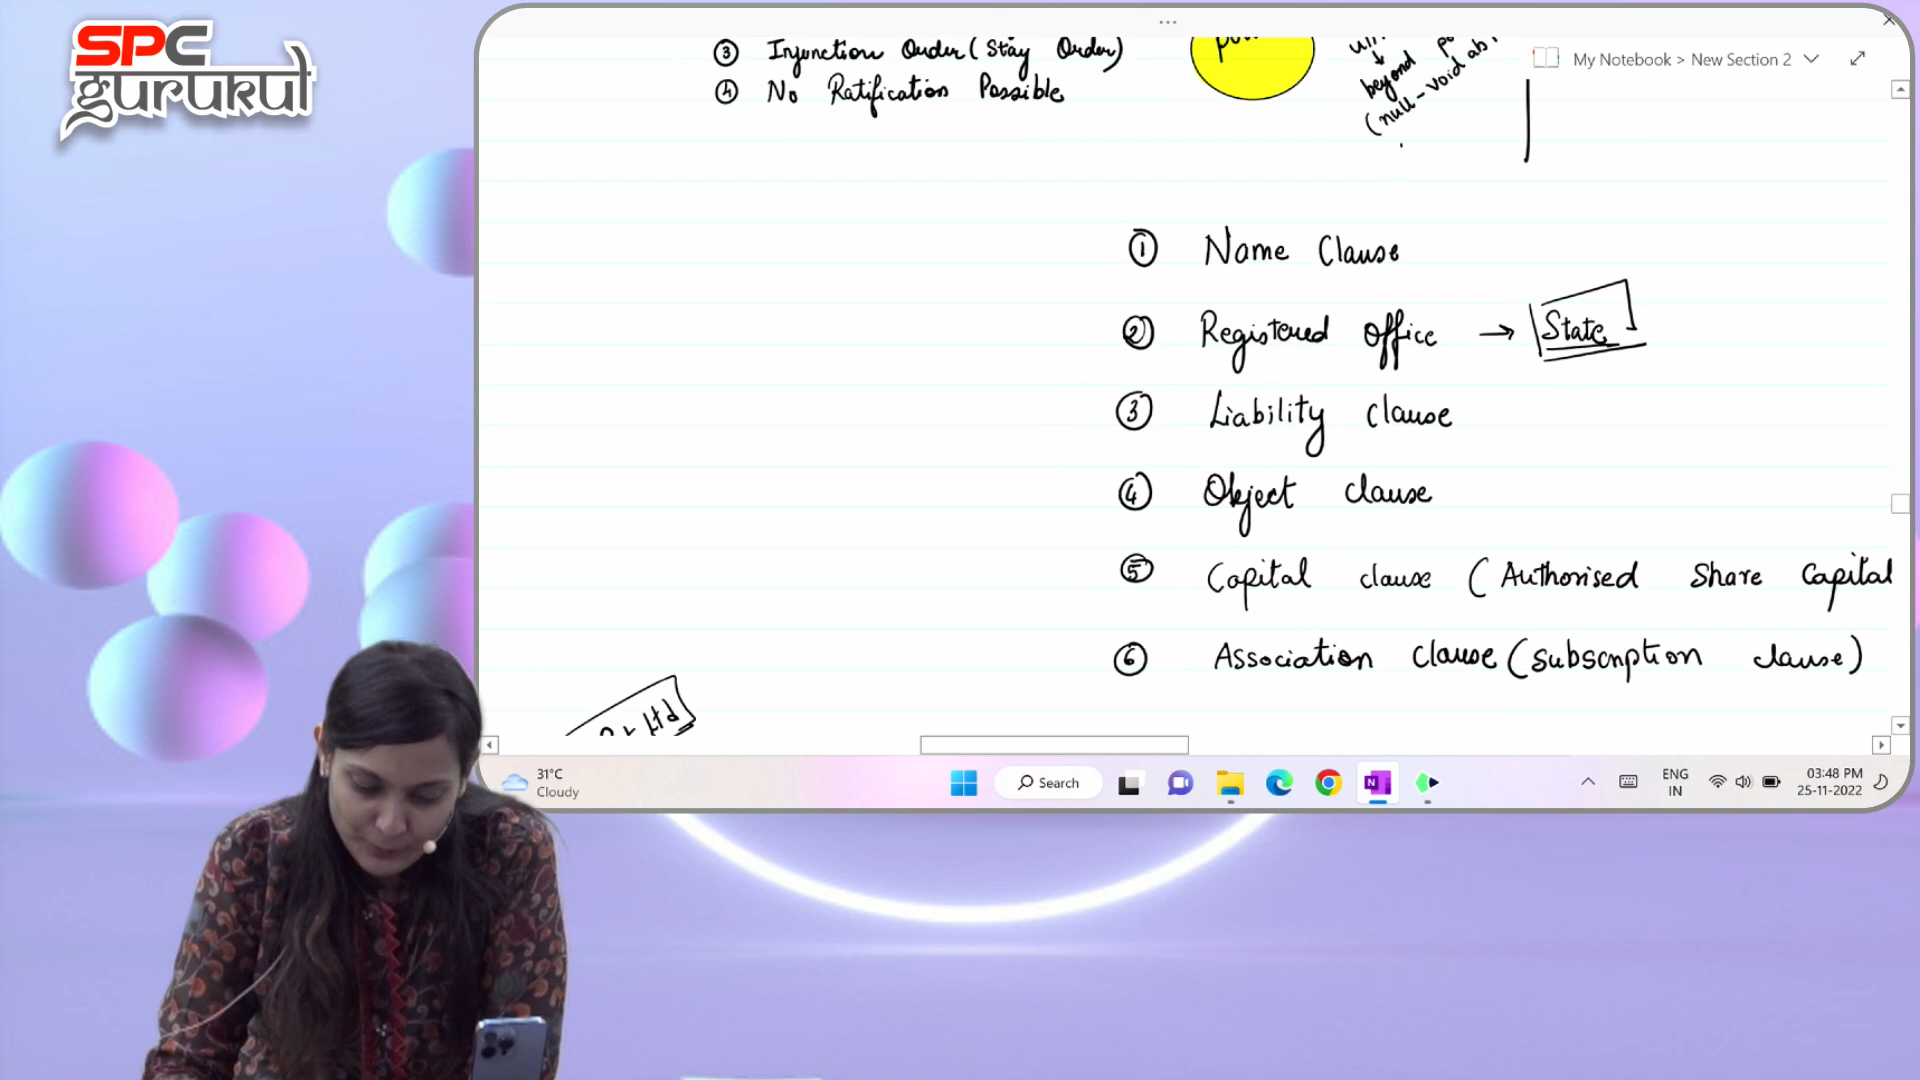 SPC
gurukul
③ Injunction Order (Stay Order)
④ No Ratification Possible
beyond
(null - void ab
My Notebook > New Section 2
① Name Clause
② Registered office → State
③ Liability clause
④ Object clause
⑤ Capital clause (Authorised Share Capital
⑥ Association clause (subscription clause)
Ltd
31°C
Cloudy
Search
ENG
IN
03:48 PM
25-11-2022